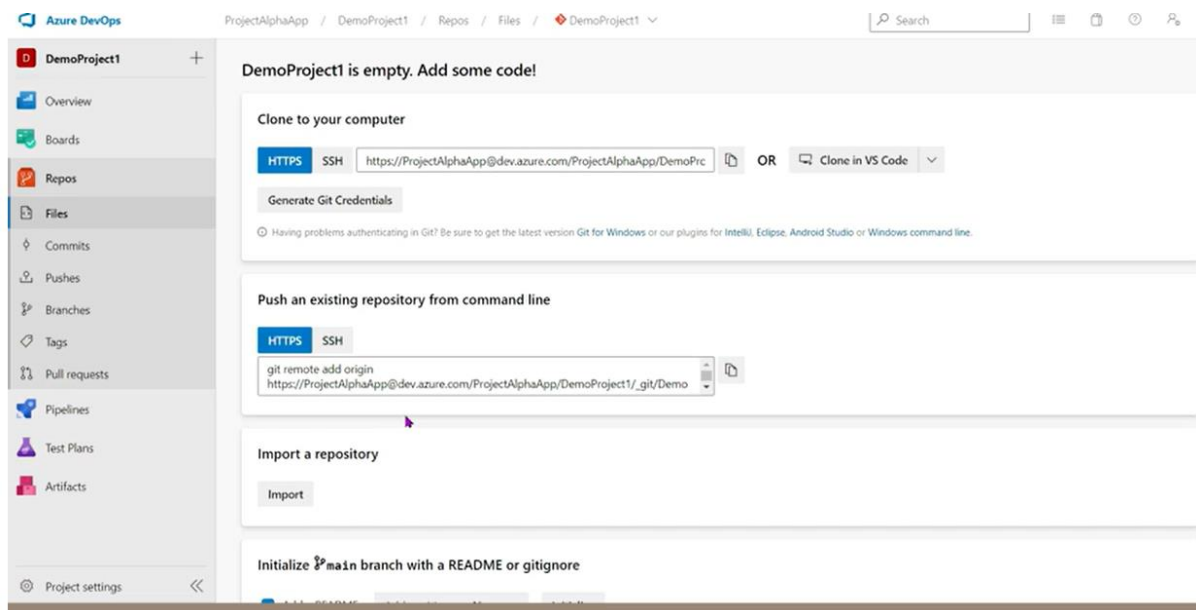 Azure DevOps
ProjectAlphaApp / DemoProject1 / Repos / Files / DemoProject1
Search
D DemoProject1 +
Overview
Boards
Repos
Files
Commits
Pushes
Branches
Tags
Pull requests
Pipelines
Test Plans
Artifacts
Project settings
DemoProject1 is empty. Add some code!
Clone to your computer
HTTPS SSH https://ProjectAlphaApp@dev.azure.com/ProjectAlphaApp/DemoPrc OR Clone in VS Code
Generate Git Credentials
Having problems authenticating in Git? Be sure to get the latest version Git for Windows or our plugins for IntelliJ, Eclipse, Android Studio or Windows command line.
Push an existing repository from command line
HTTPS SSH
git remote add origin
https://ProjectAlphaApp@dev.azure.com/ProjectAlphaApp/DemoProject1/_git/Demo
Import a repository
Import
Initialize main branch with a README or gitignore